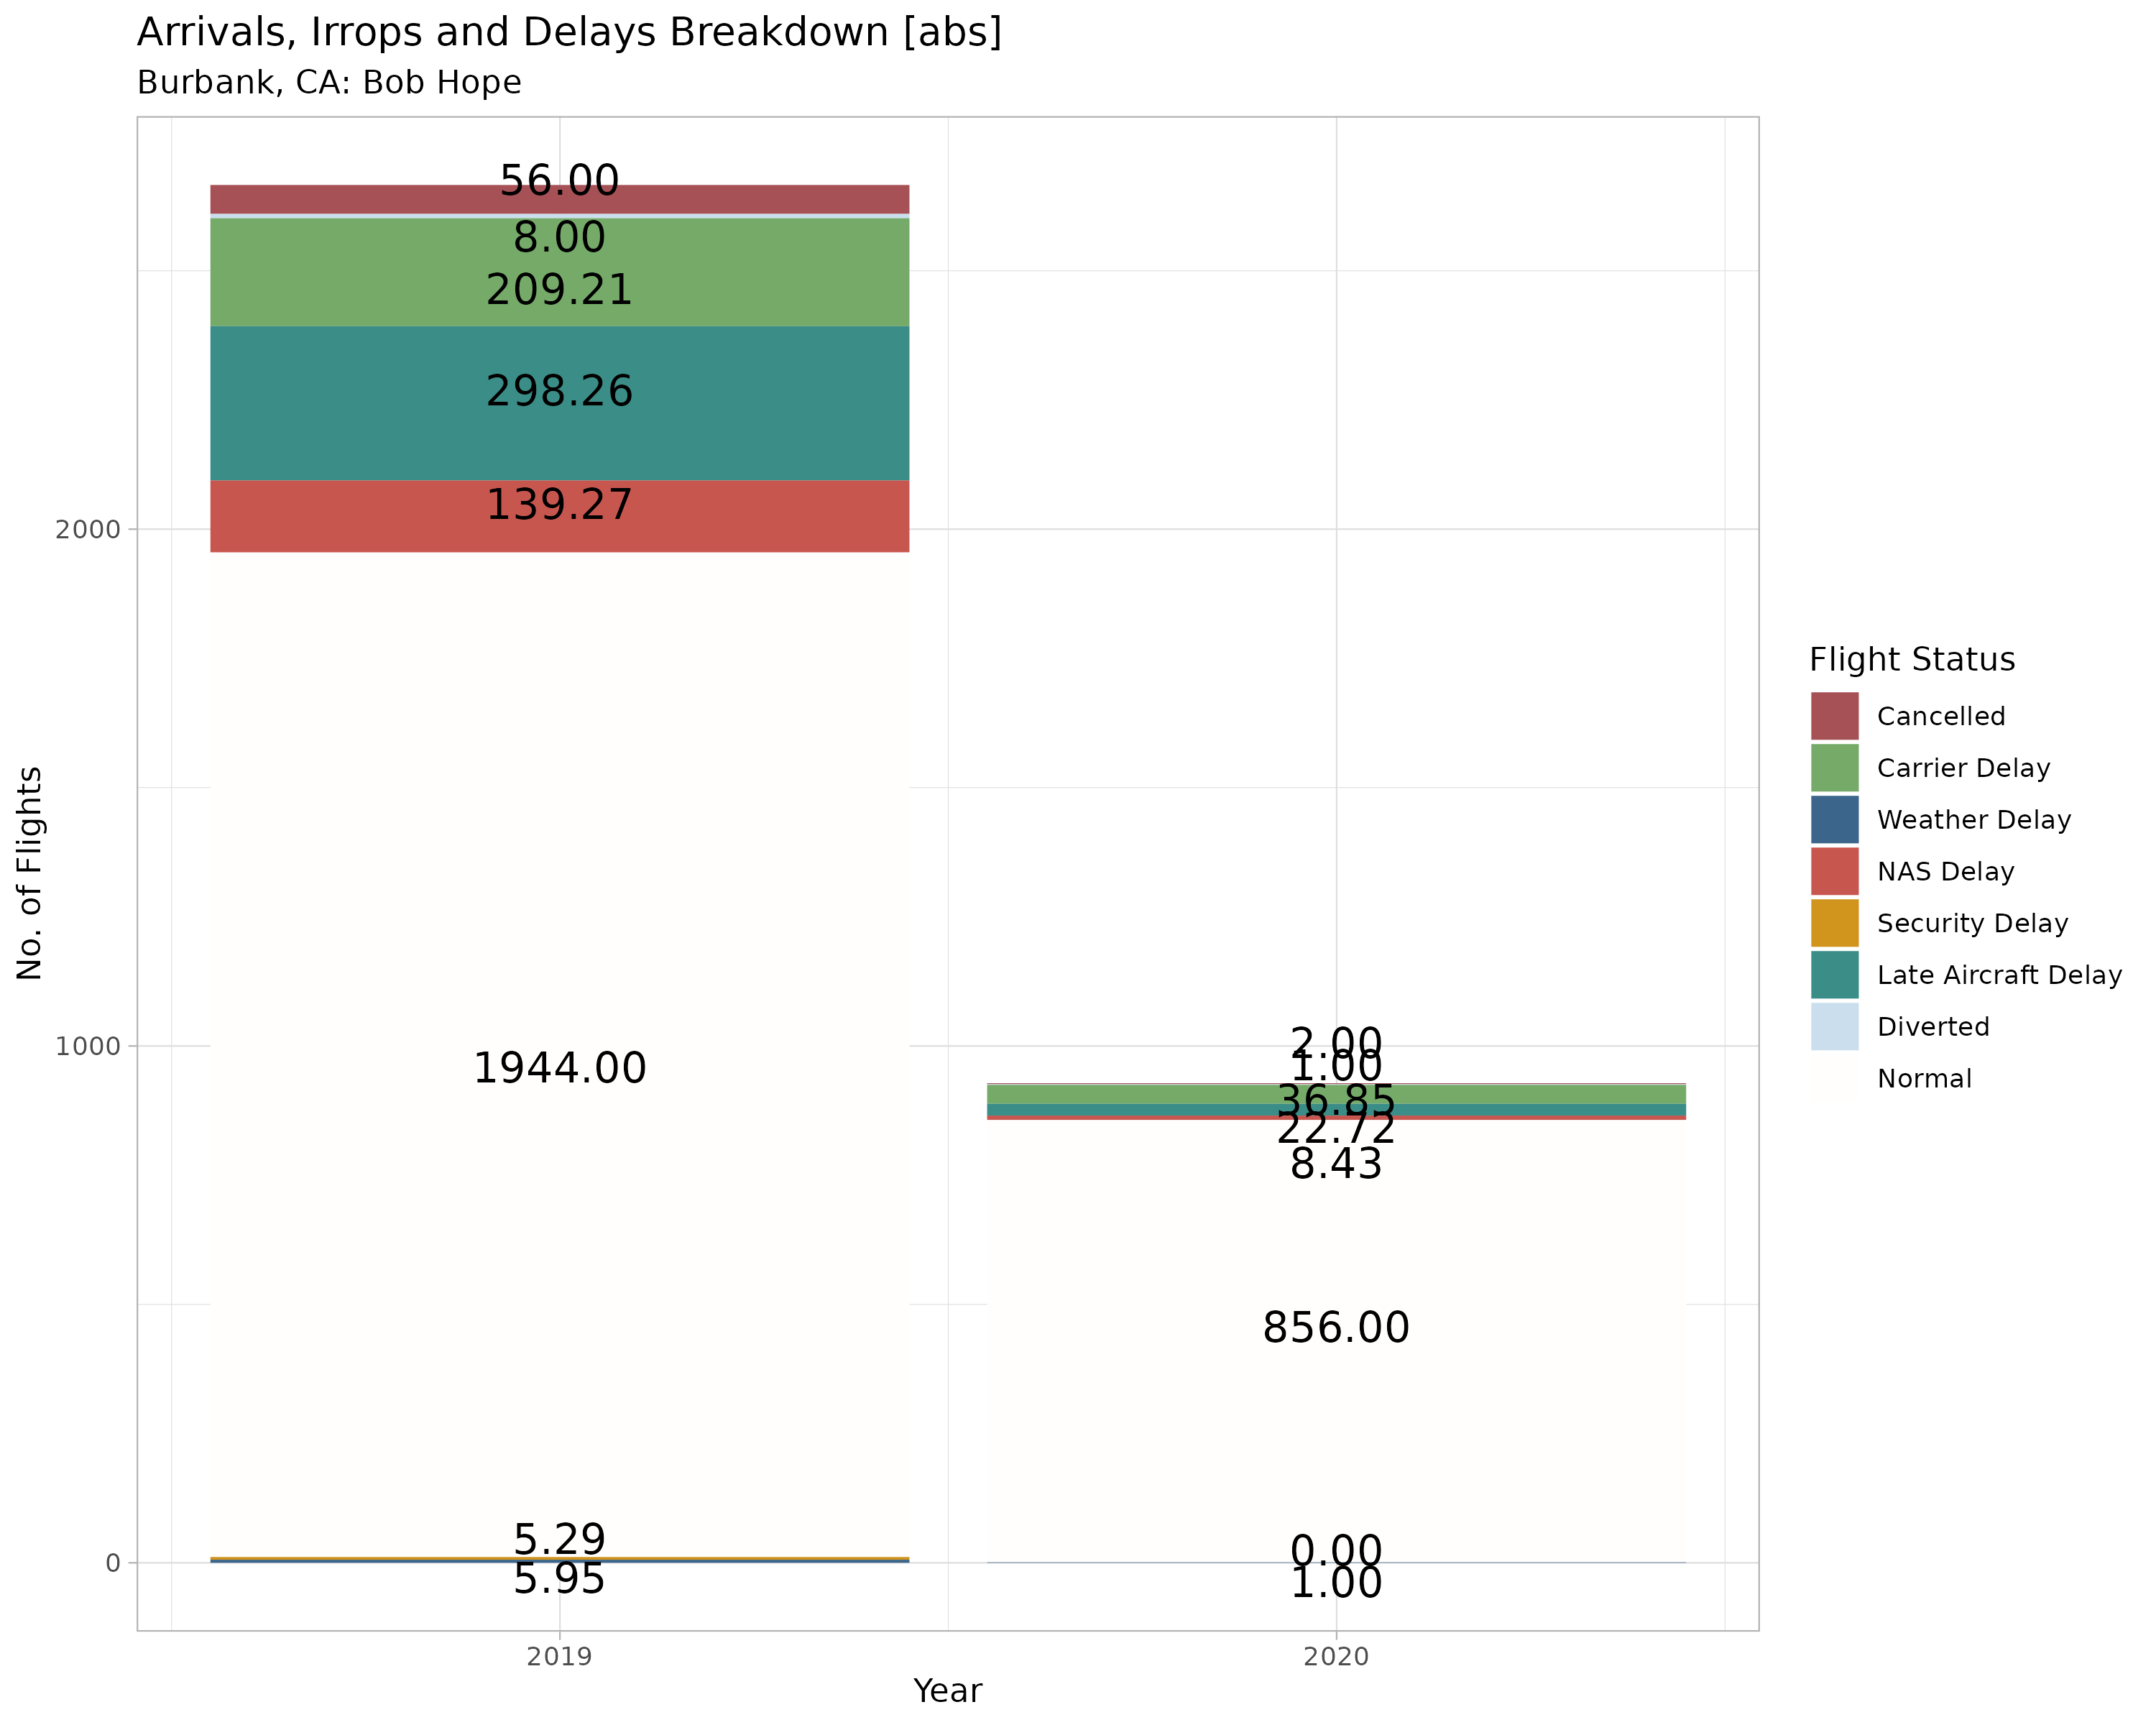 Arrivals, Irrops and Delays Breakdown [abs]
Burbank, CA: Bob Hope
56.00
8.00
209.21
298.26
139.27
2000
1944.00
1000
2.00
1.00
36.85
22.72
8.43
856.00
5.29
5.95
0
0.00
1.00
2019
2020
Year
No. of Flights
Flight Status
Cancelled
Carrier Delay
Weather Delay
NAS Delay
Security Delay
Late Aircraft Delay
Diverted
Normal